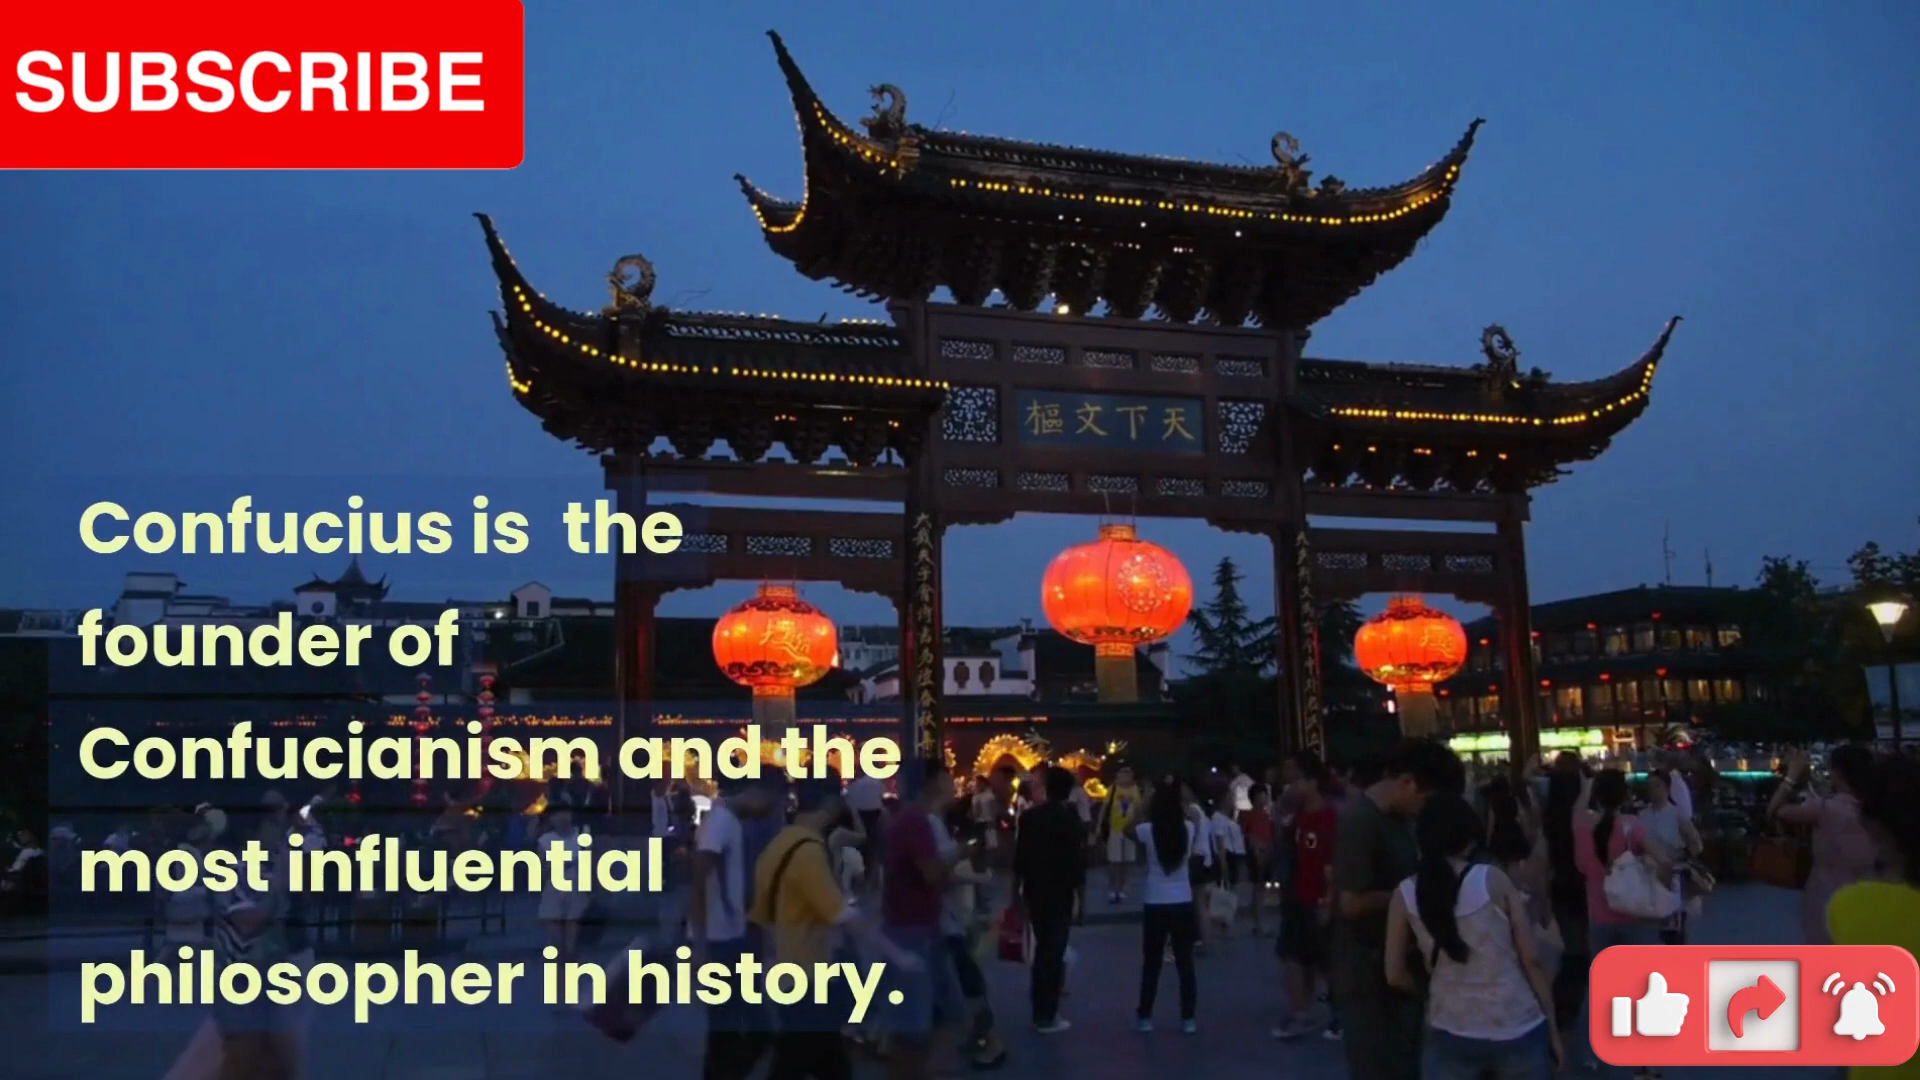 SUBSCRIBE
樞文下天
Confucius is  the
founder of
Confucianism and the
most influential
philosopher in history.